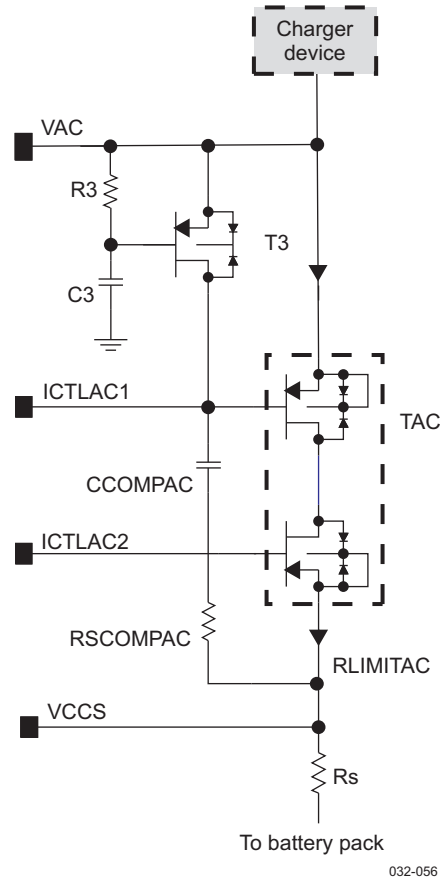 Charger
device
VAC
R3
T3
C3
ICTLAC1
TAC
CCOMPAC
ICTLAC2
RSCOMPAC
RLIMITAC
VCCS
Rs
To battery pack
032-056